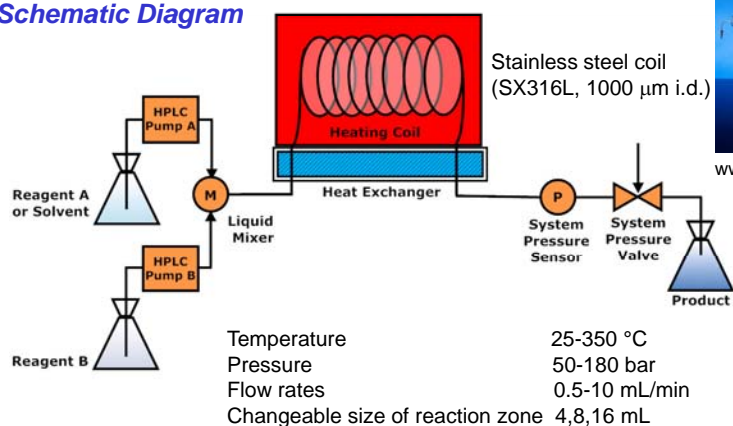 Schematic Diagram
Stainless steel coil
(SX316L, 1000 μm i.d.)
HPLC
Pump A
Heating Coil
Heat Exchanger
Reagent A
or Solvent
M
Liquid
Mixer
HPLC
Pump B
Reagent B
P
System
Pressure
Sensor
System
Pressure
Valve
Product
Temperature 25-350 °C
Pressure 50-180 bar
Flow rates 0.5-10 mL/min
Changeable size of reaction zone 4,8,16 mL